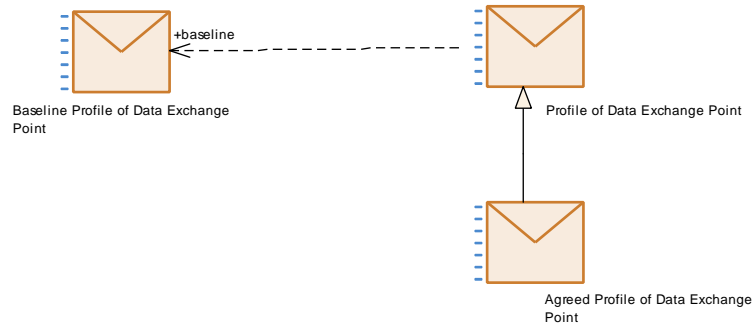 +baseline
Baseline Profile of Data Exchange
Point
Profile of Data Exchange Point
Agreed Profile of Data Exchange
Point